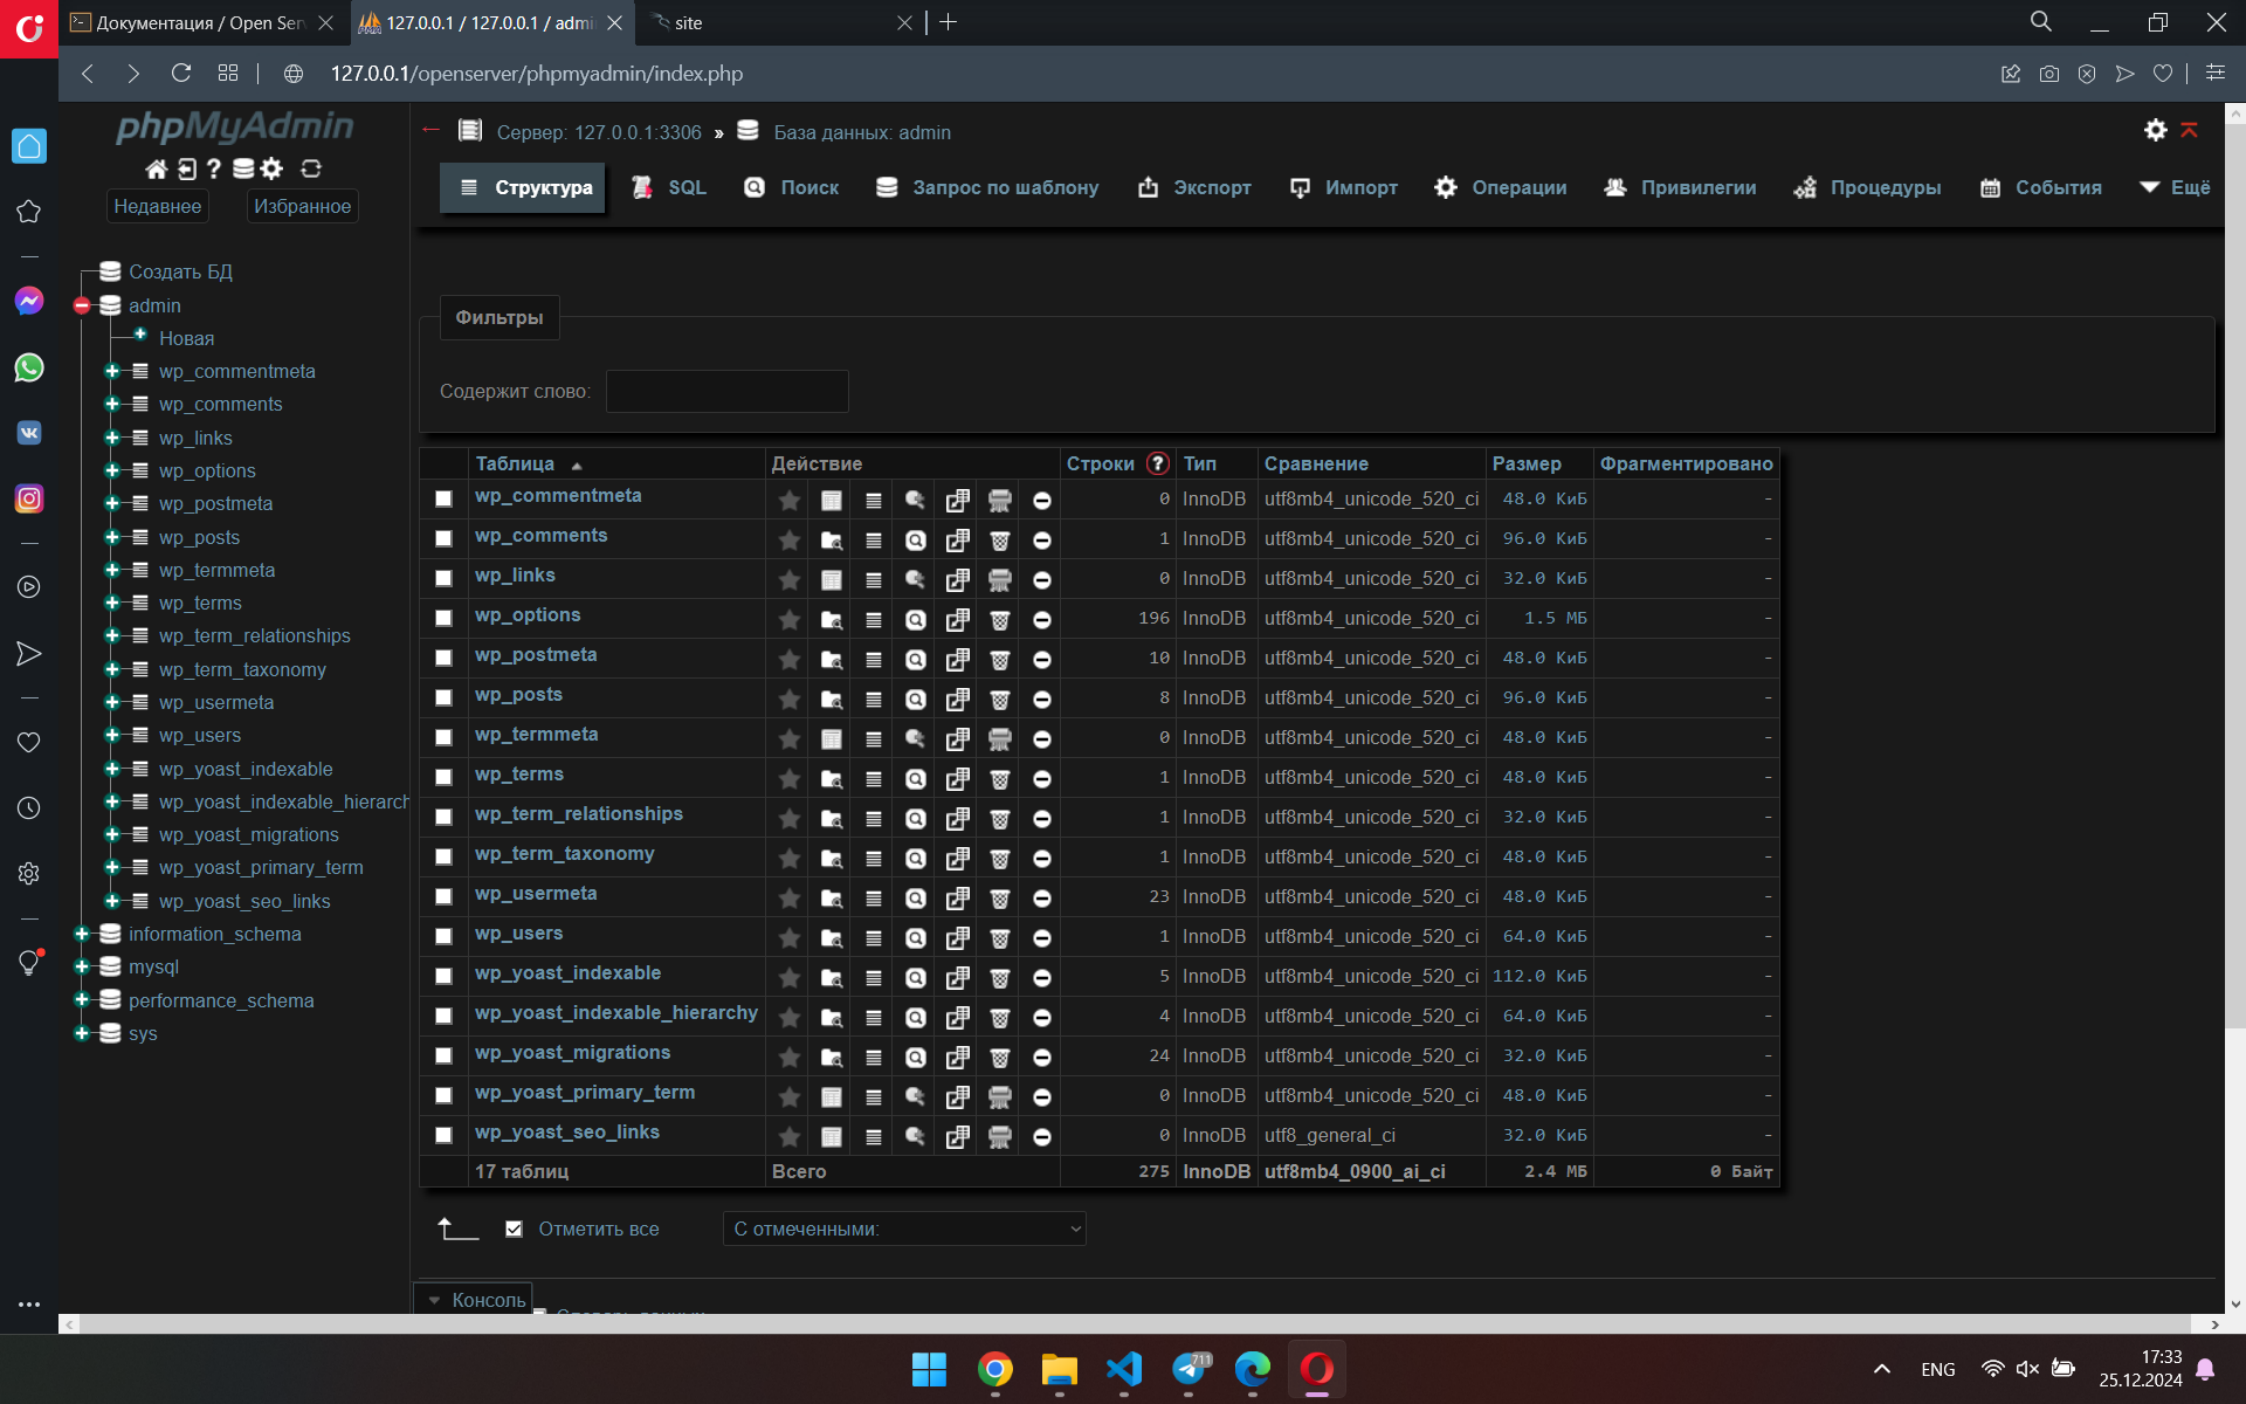 Документация / Open Ser
127.0.0.1 / 127.0.0.1 / admi
site
127.0.0.1/openserver/phpmyadmin/index.php
phpMyAdmin
Недавнее
Избранное
Создать БД
admin
Новая
wp_commentmeta
wp_comments
wp_links
wp_options
wp_postmeta
wp_posts
wp_termmeta
wp_terms
wp_term_relationships
wp_term_taxonomy
wp_usermeta
wp_users
wp_yoast_indexable
wp_yoast_indexable_hierarch
wp_yoast_migrations
wp_yoast_primary_term
wp_yoast_seo_links
information_schema
mysql
performance_schema
sys
Сервер: 127.0.0.1:3306 » База данных: admin
Структура SQL Поиск Запрос по шаблону Экспорт Импорт Операции Привилегии Процедуры События Ещё
Фильтры
Содержит слово:
Таблица Действие Строки ? Тип Сравнение Размер Фрагментировано
wp_commentmeta 0 InnoDB utf8mb4_unicode_520_ci 48.0 КиБ -
wp_comments 1 InnoDB utf8mb4_unicode_520_ci 96.0 КиБ -
wp_links 0 InnoDB utf8mb4_unicode_520_ci 32.0 КиБ -
wp_options 196 InnoDB utf8mb4_unicode_520_ci 1.5 МБ -
wp_postmeta 10 InnoDB utf8mb4_unicode_520_ci 48.0 КиБ -
wp_posts 8 InnoDB utf8mb4_unicode_520_ci 96.0 КиБ -
wp_termmeta 0 InnoDB utf8mb4_unicode_520_ci 48.0 КиБ -
wp_terms 1 InnoDB utf8mb4_unicode_520_ci 48.0 КиБ -
wp_term_relationships 1 InnoDB utf8mb4_unicode_520_ci 32.0 КиБ -
wp_term_taxonomy 1 InnoDB utf8mb4_unicode_520_ci 48.0 КиБ -
wp_usermeta 23 InnoDB utf8mb4_unicode_520_ci 48.0 КиБ -
wp_users 1 InnoDB utf8mb4_unicode_520_ci 64.0 КиБ -
wp_yoast_indexable 5 InnoDB utf8mb4_unicode_520_ci 112.0 КиБ -
wp_yoast_indexable_hierarchy 4 InnoDB utf8mb4_unicode_520_ci 64.0 КиБ -
wp_yoast_migrations 24 InnoDB utf8mb4_unicode_520_ci 32.0 КиБ -
wp_yoast_primary_term 0 InnoDB utf8mb4_unicode_520_ci 48.0 КиБ -
wp_yoast_seo_links 0 InnoDB utf8_general_ci 32.0 КиБ -
17 таблиц Всего 275 InnoDB utf8mb4_0900_ai_ci 2.4 МБ 0 Байт
Отметить все С отмеченными:
Консоль
711
ENG
17:33
25.12.2024